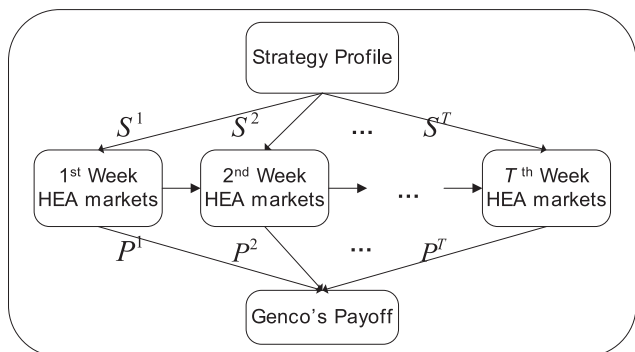 Strategy Profile
S^1 S^2 ... S^T
1st Week HEA markets
2nd Week HEA markets
...
T th Week HEA markets
P^1 P^2 ... P^T
Genco's Payoff